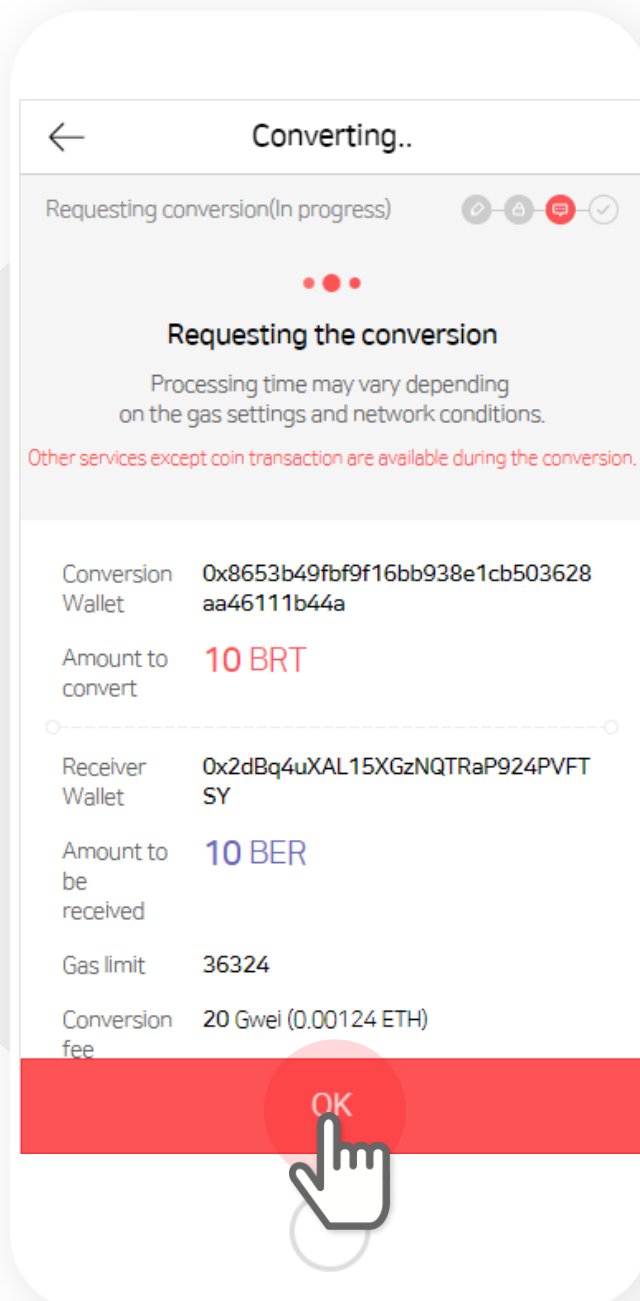 Converting..
Requesting conversion(In progress)
Requesting the conversion
Processing time may vary depending
on the gas settings and network conditions.
Other services except coin transaction are available during the conversion.
Conversion 0x8653b49fbf9f16bb938e1cb503628
Wallet aa46111b44a
Amount to 10 BRT
convert
Receiver 0x2dBq4uXAL15XGzNQTRaP924PVFT
Wallet SY
Amount to 10 BER
be
received
Gas limit 36324
Conversion 20 Gwei (0.00124 ETH)
fee
OK